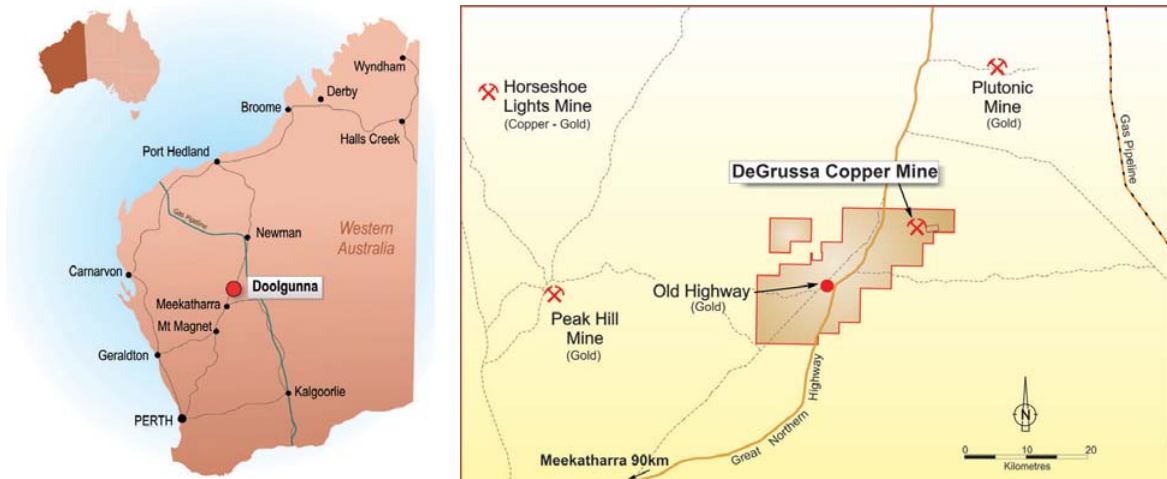 Wyndham
Derby
Broome
Halls Creek
Port Hedland
Gas Pipeline
Newman
Western
Australia
Carnarvon
Doolgunna
Meekatharra
Mt Magnet
Geraldton
Kalgoorlie
PERTH
Horseshoe
Lights Mine
(Copper - Gold)
Plutonic
Mine
(Gold)
Gas Pipeline
DeGrussa Copper Mine
Old Highway
(Gold)
Peak Hill
Mine
(Gold)
Great Northern Highway
Meekatharra 90km
N
0 10 20
Kilometres